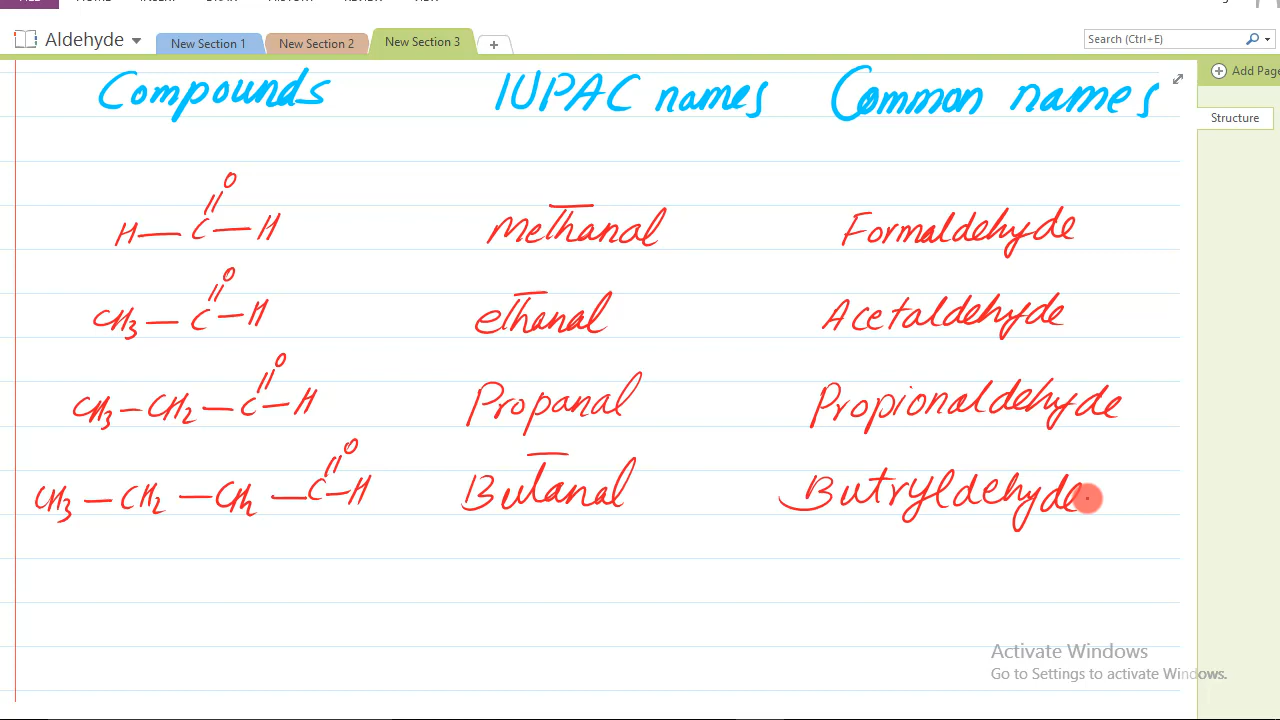 Aldehyde
New Section 1
New Section 2
New Section 3
+
Search (Ctrl+E)
Add Page
Structure
Compounds IUPAC names Common names
O
H — C — H Methanal Formaldehyde
O
CH3 — C — H ethanal Acetaldehyde
O
CH3 — CH2 — C — H Propanal Propionaldehyde
O
CH3 — CH2 — CH2 — C — H Butanal Butryldehyde
Activate Windows
Go to Settings to activate Windows.